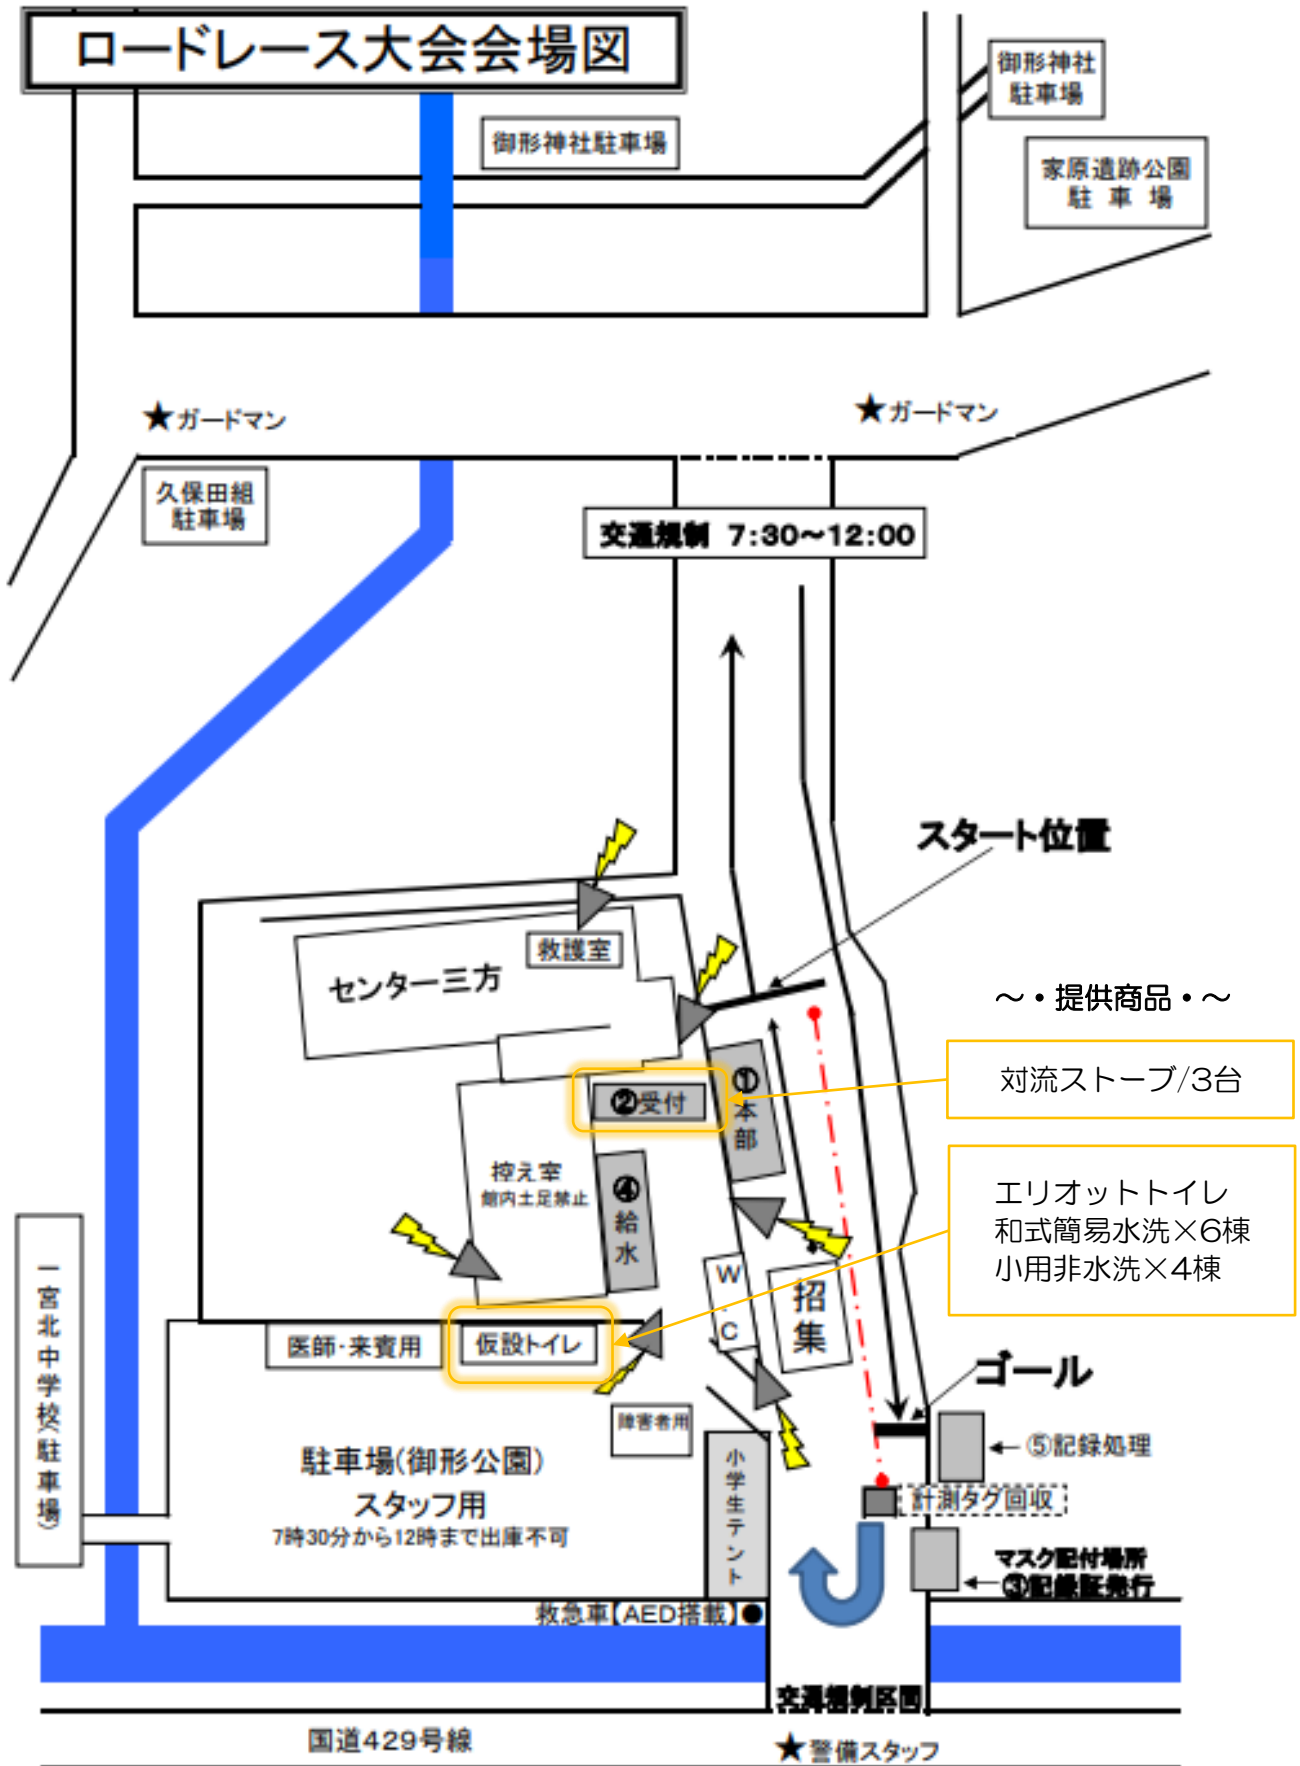 ロードレース大会会場図
御形神社
駐車場
御形神社駐車場
家原遺跡公園
駐 車 場
★ガードマン
★ガードマン
久保田組
駐車場
交通規制 7:30～12:00
スタート位置
救護室
センター三方
～・提供商品・～
対流ストーブ/3台
①本部
②受付
エリオットトイレ
和式簡易水洗×6棟
小用非水洗×4棟
控え室
館内土足禁止
④給水
W.C
招集
一宮北中学校(駐車場)
医師・来賓用
仮設トイレ
ゴール
障害者用
⑤記録処理
駐車場(御形公園)
スタッフ用
7時30分から12時まで出庫不可
小学生テント
計測タグ回収
マスク配付場所
③記録証発行
救急車【AED搭載】●
交通規制区間
国道429号線
★警備スタッフ